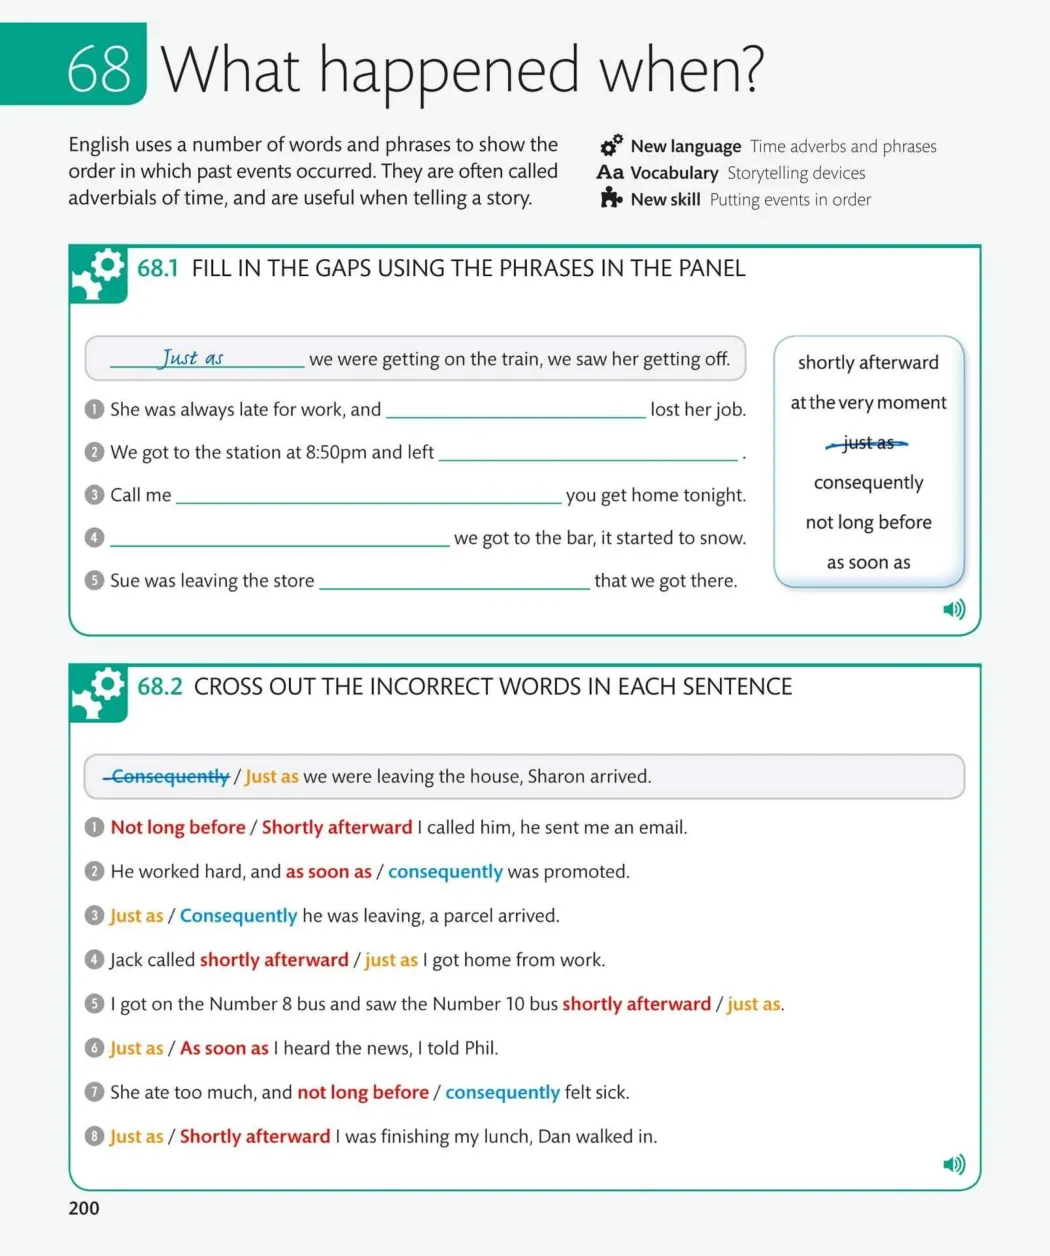 68 What happened when?
English uses a number of words and phrases to show the
order in which past events occurred. They are often called
adverbials of time, and are useful when telling a story.
New language Time adverbs and phrases
Aa Vocabulary Storytelling devices
New skill Putting events in order
68.1 FILL IN THE GAPS USING THE PHRASES IN THE PANEL
Just as we were getting on the train, we saw her getting off.
1 She was always late for work, and ____ lost her job.
2 We got to the station at 8:50pm and left ____.
3 Call me ____ you get home tonight.
4 ____ we got to the bar, it started to snow.
5 Sue was leaving the store ____ that we got there.
shortly afterward
at the very moment
just as
consequently
not long before
as soon as
68.2 CROSS OUT THE INCORRECT WORDS IN EACH SENTENCE
Consequently / Just as we were leaving the house, Sharon arrived.
1 Not long before / Shortly afterward I called him, he sent me an email.
2 He worked hard, and as soon as / consequently was promoted.
3 Just as / Consequently he was leaving, a parcel arrived.
4 Jack called shortly afterward / just as I got home from work.
5 I got on the Number 8 bus and saw the Number 10 bus shortly afterward / just as.
6 Just as / As soon as I heard the news, I told Phil.
7 She ate too much, and not long before / consequently felt sick.
8 Just as / Shortly afterward I was finishing my lunch, Dan walked in.
200